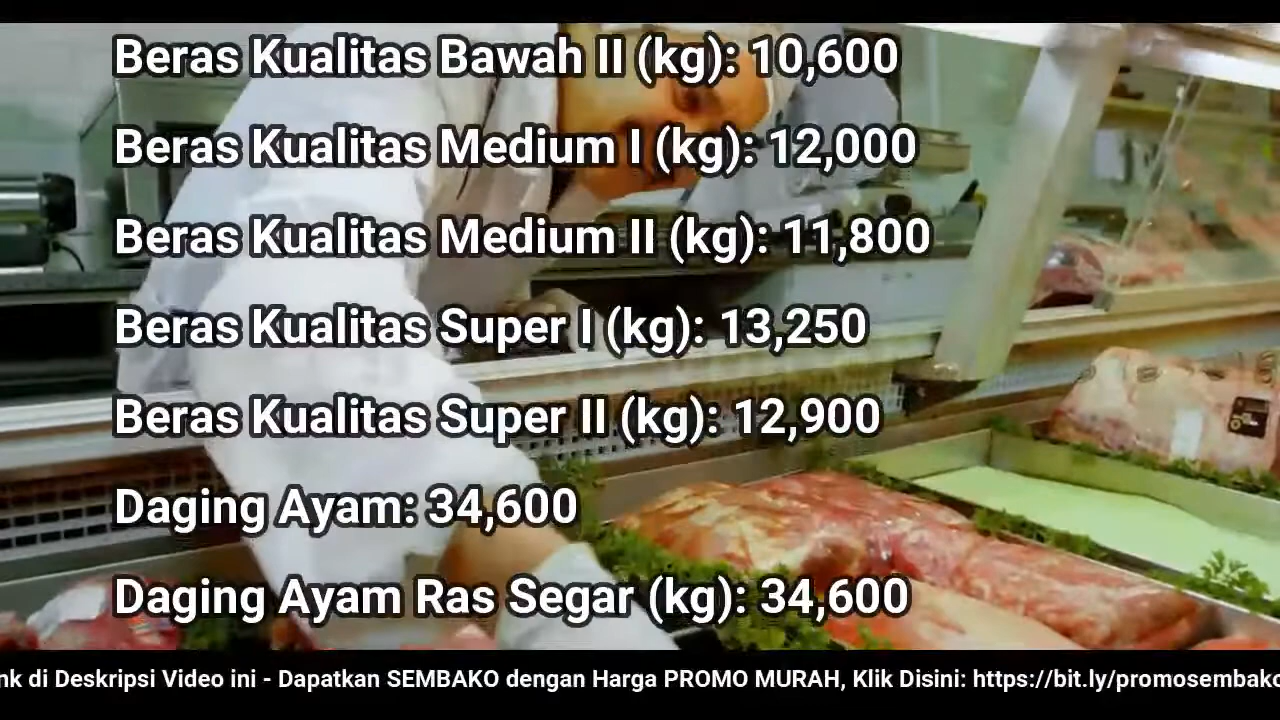 Beras Kualitas Bawah II (kg): 10,600
Beras Kualitas Medium I (kg): 12,000
Beras Kualitas Medium II (kg): 11,800
Beras Kualitas Super I (kg): 13,250
Beras Kualitas Super II (kg): 12,900
Daging Ayam: 34,600
Daging Ayam Ras Segar (kg): 34,600
nk di Deskripsi Video ini - Dapatkan SEMBAKO dengan Harga PROMO MURAH, Klik Disini: https://bit.ly/promosembako